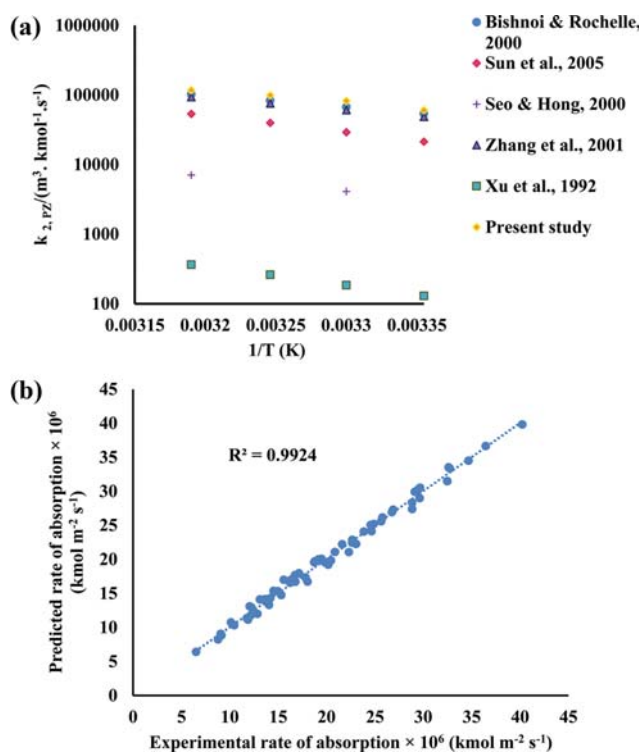 (a)
1000000
100000
10000
1000
100
k 2, PZ/(m³. kmol⁻¹.s⁻¹)
0.00315 0.0032 0.00325 0.0033 0.00335
1/T (K)
Bishnoi & Rochelle,
2000
Sun et al., 2005
Seo & Hong, 2000
Zhang et al., 2001
Xu et al., 1992
Present study
(b)
45
40
35
30
25
20
15
10
5
0
Predicted rate of absorption × 10⁶
(kmol m⁻² s⁻¹)
R² = 0.9924
0 5 10 15 20 25 30 35 40 45
Experimental rate of absorption × 10⁶ (kmol m⁻² s⁻¹)